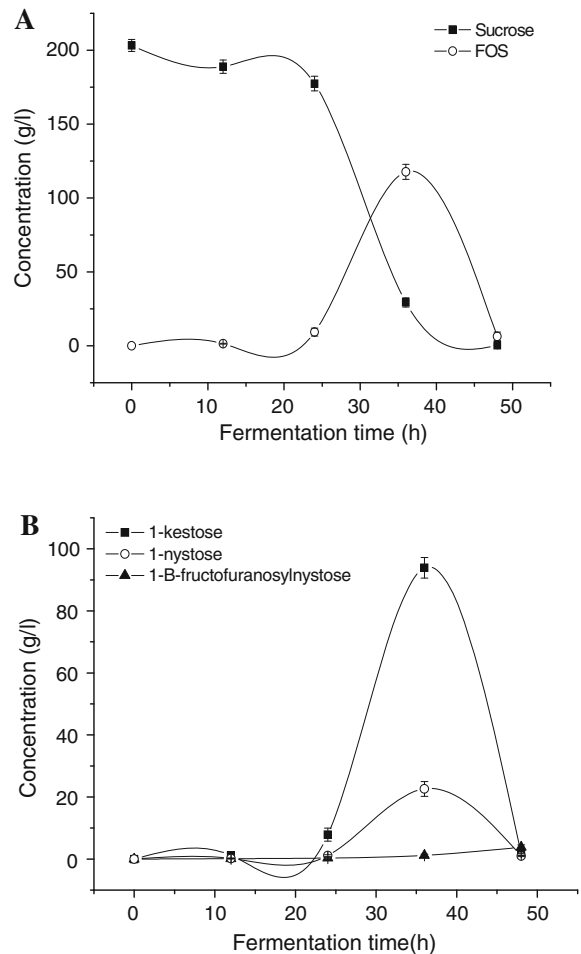 A
Sucrose
FOS
200
150
100
50
0
Concentration (g/l)
0 10 20 30 40 50
Fermentation time (h)
B
1-kestose
1-nystose
1-B-fructofuranosylnystose
100
80
60
40
20
0
Concentration (g/l)
0 10 20 30 40 50
Fermentation time(h)